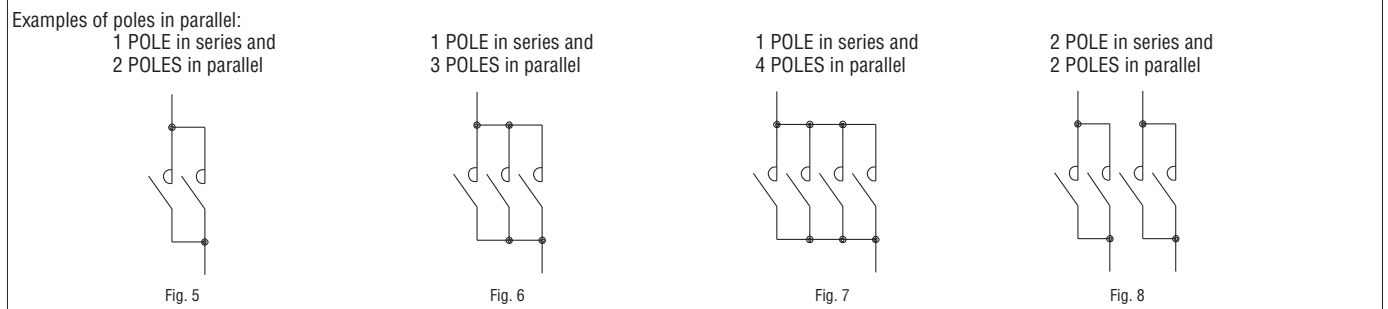 Examples of poles in parallel:
1 POLE in series and
2 POLES in parallel
1 POLE in series and
3 POLES in parallel
1 POLE in series and
4 POLES in parallel
2 POLE in series and
2 POLES in parallel
Fig. 5
Fig. 6
Fig. 7
Fig. 8